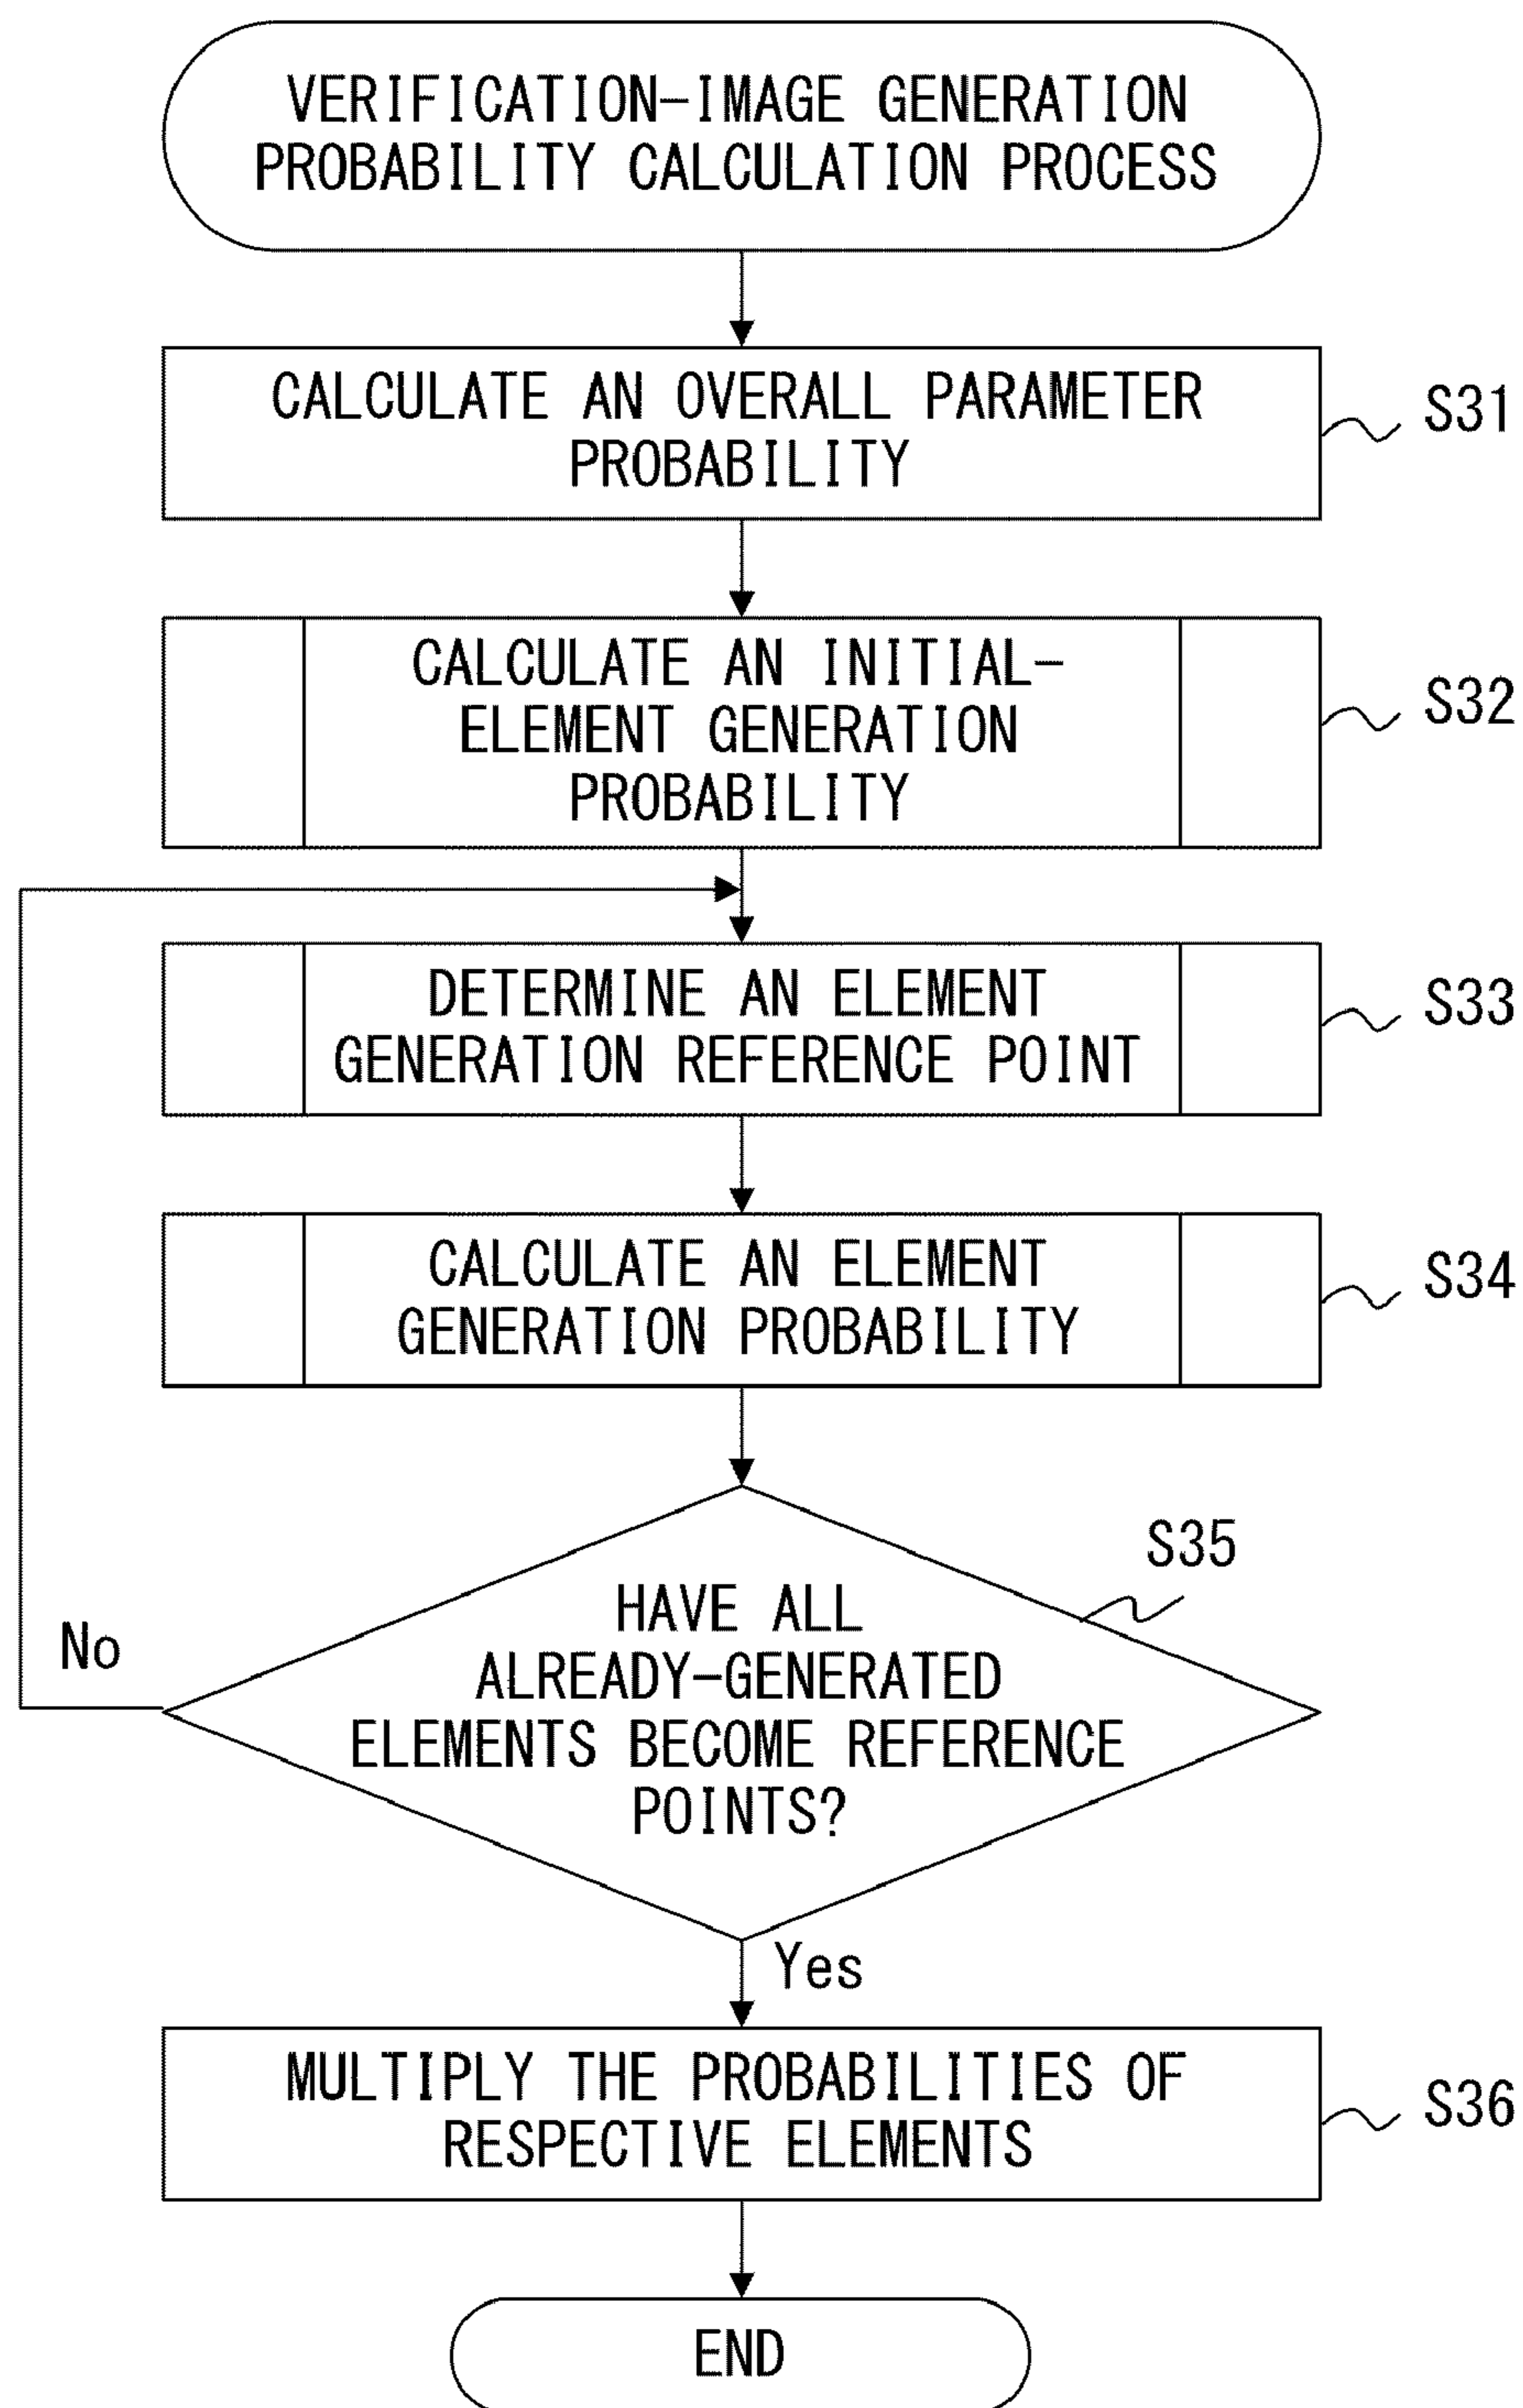 VERIFICATION-IMAGE GENERATION
PROBABILITY CALCULATION PROCESS
CALCULATE AN OVERALL PARAMETER
PROBABILITY
S31
CALCULATE AN INITIAL-
ELEMENT GENERATION
PROBABILITY
S32
DETERMINE AN ELEMENT
GENERATION REFERENCE POINT
S33
CALCULATE AN ELEMENT
GENERATION PROBABILITY
S34
S35
HAVE ALL
ALREADY-GENERATED
ELEMENTS BECOME REFERENCE
POINTS?
No
Yes
MULTIPLY THE PROBABILITIES OF
RESPECTIVE ELEMENTS
S36
END